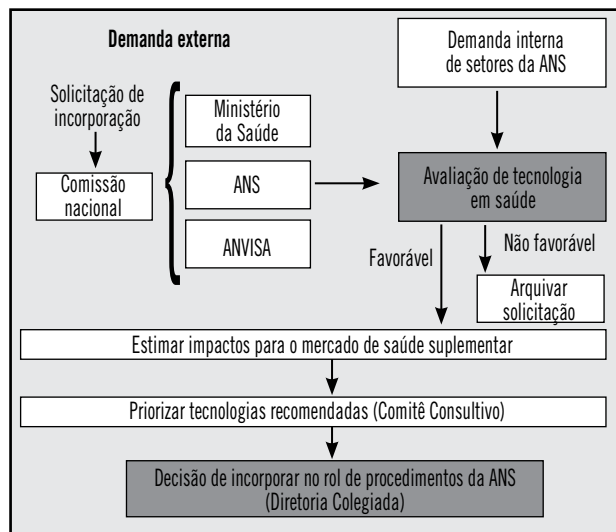 Demanda externa
Solicitação de
incorporação
Comissão
nacional
Ministério
da Saúde
ANS
ANVISA
Demanda interna
de setores da ANS
Avaliação de tecnologia
em saúde
Favorável
Não favorável
Arquivar
solicitação
Estimar impactos para o mercado de saúde suplementar
Priorizar tecnologias recomendadas (Comitê Consultivo)
Decisão de incorporar no rol de procedimentos da ANS
(Diretoria Colegiada)